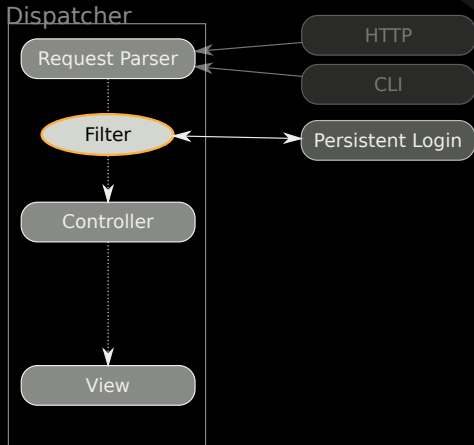 Dispatcher
Request Parser
HTTP
CLI
Filter
Persistent Login
Controller
View